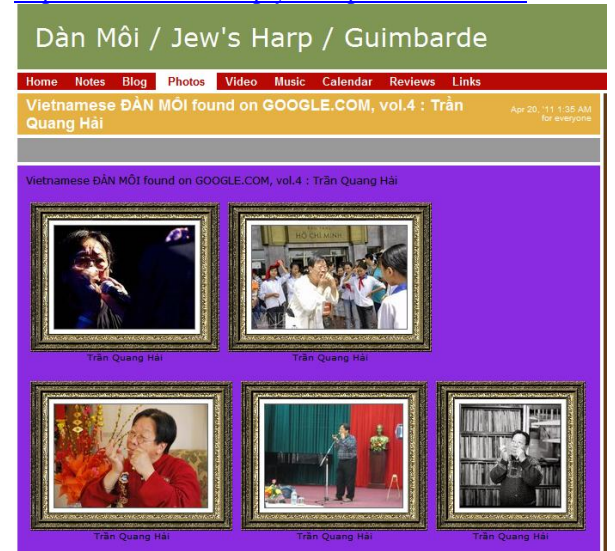 Dàn Môi / Jew's Harp / Guimbarde
Home Notes Blog Photos Video Music Calendar Reviews Links
Vietnamese ĐÀN MÔI found on GOOGLE.COM, vol.4 : Trần
Quang Hải
Apr 20, '11 1:35 AM
for everyone
Vietnamese ĐÀN MÔI found on GOOGLE.COM, vol.4 : Trần Quang Hải
HỒ CHÍ MINH
Trần Quang Hải
Trần Quang Hải
Trần Quang Hải
Trần Quang Hải
Trần Quang Hải